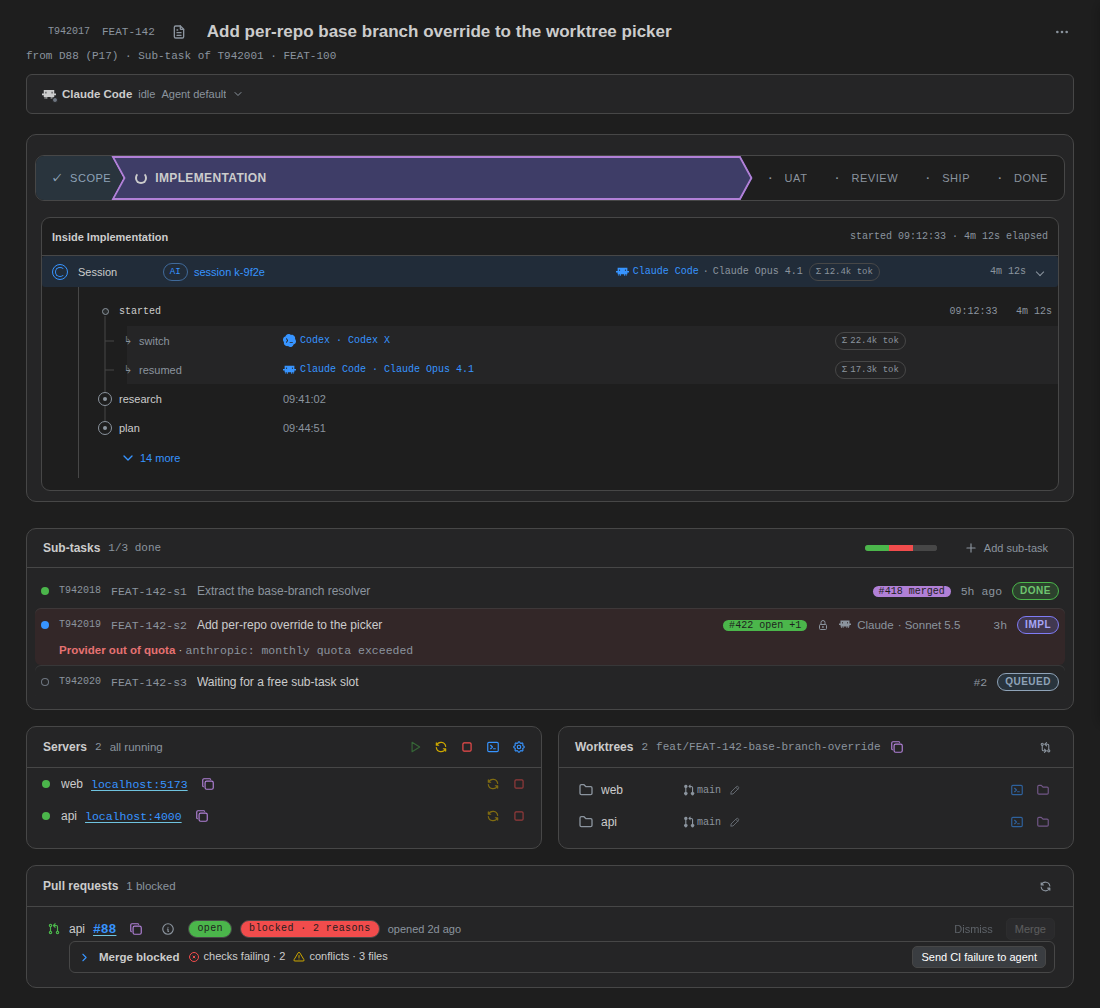 T942017 FEAT-142 Add per-repo base branch override to the worktree picker
from D88 (P17) · Sub-task of T942001 · FEAT-100
Claude Code idle Agent default
SCOPE IMPLEMENTATION · UAT · REVIEW · SHIP · DONE
Inside Implementation started 09:12:33 · 4m 12s elapsed
Session AI session k-9f2e Claude Code · Claude Opus 4.1 Σ 12.4k tok 4m 12s
started 09:12:33 4m 12s
↳ switch Codex · Codex X Σ 22.4k tok
↳ resumed Claude Code · Claude Opus 4.1 Σ 17.3k tok
research 09:41:02
plan 09:44:51
14 more
Sub-tasks 1/3 done Add sub-task
T942018 FEAT-142-s1 Extract the base-branch resolver #418 merged 5h ago DONE
T942019 FEAT-142-s2 Add per-repo override to the picker #422 open +1 Claude · Sonnet 5.5 3h IMPL
Provider out of quota · anthropic: monthly quota exceeded
T942020 FEAT-142-s3 Waiting for a free sub-task slot #2 QUEUED
Servers 2 all running
web localhost:5173
api localhost:4000
Worktrees 2 feat/FEAT-142-base-branch-override
web main
api main
Pull requests 1 blocked
api #88 open blocked · 2 reasons opened 2d ago Dismiss Merge
Merge blocked checks failing · 2 conflicts · 3 files Send CI failure to agent